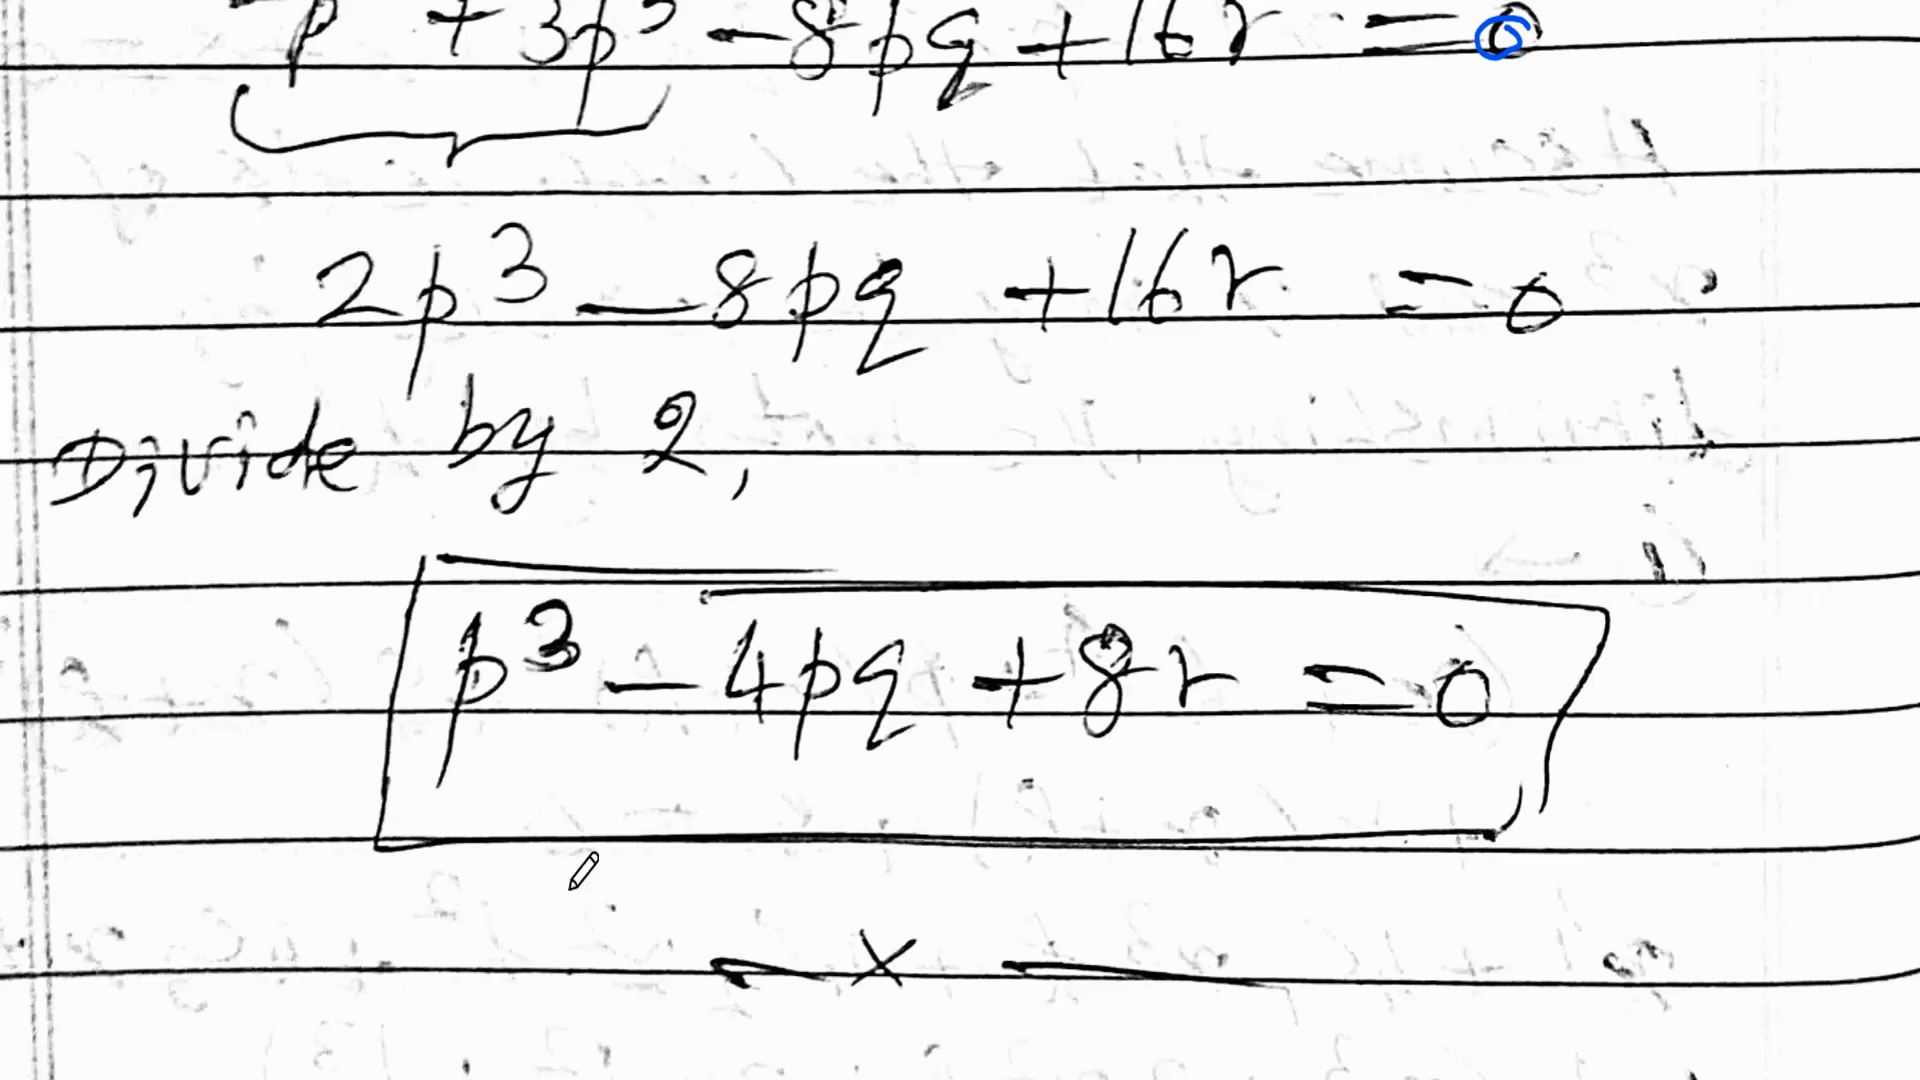 p + 3p³ - 8pq + 16r = 0
2p³ - 8pq + 16r = 0
Divide by 2,
p³ - 4pq + 8r = 0
— x —